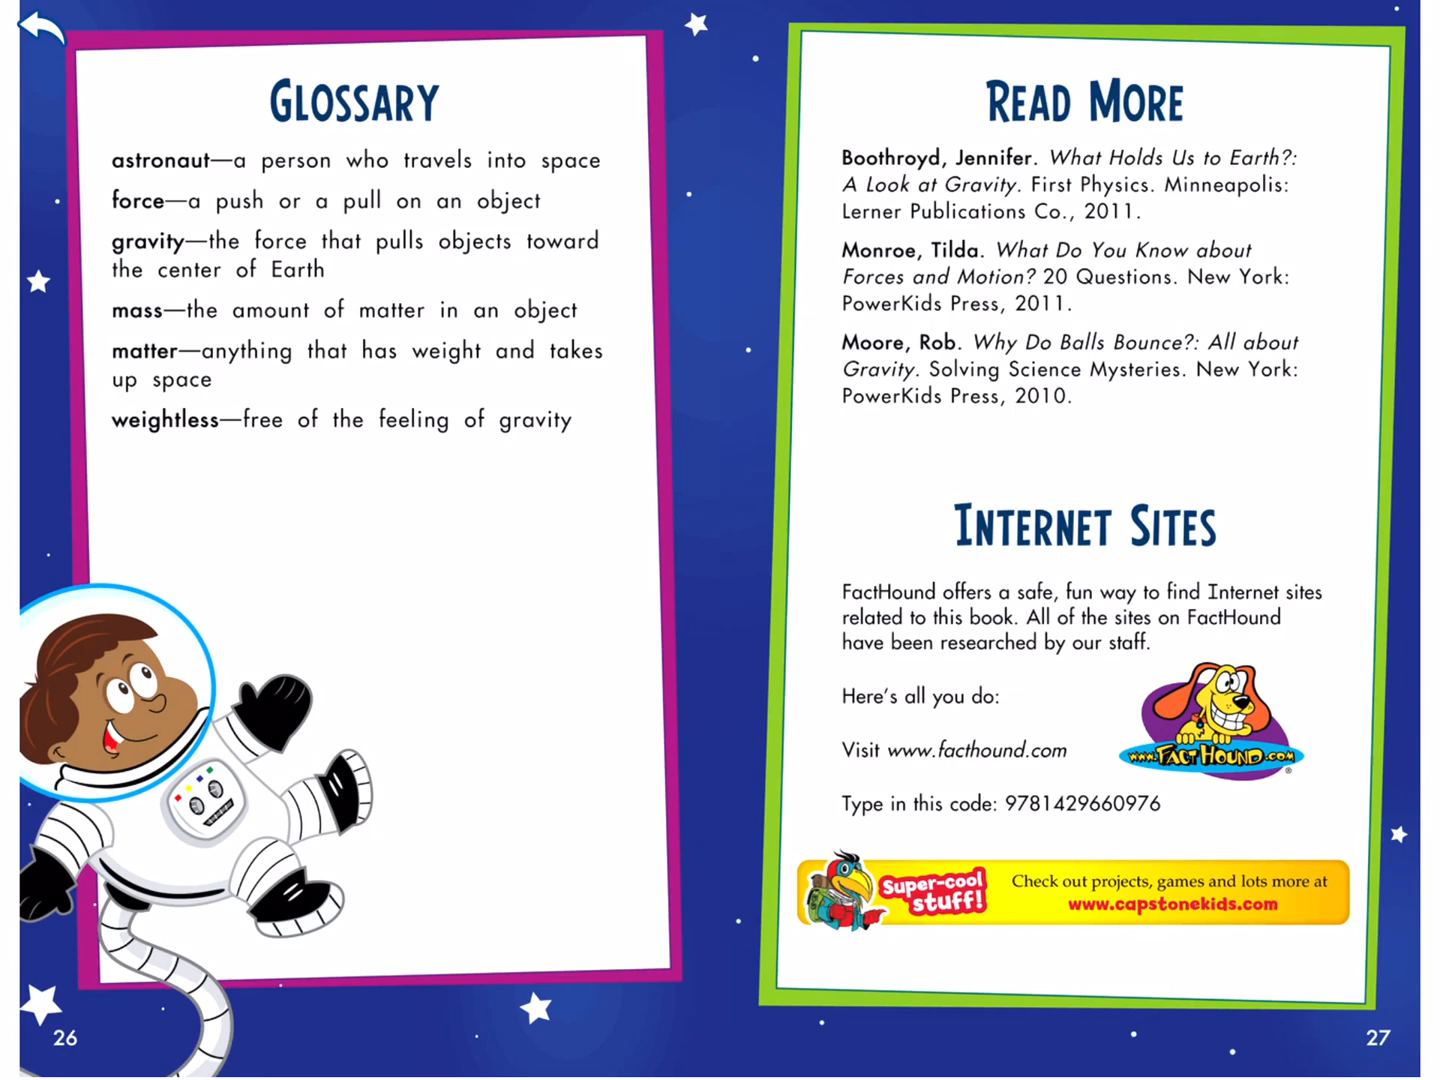 GLOSSARY
astronaut—a person who travels into space
force—a push or a pull on an object
gravity—the force that pulls objects toward
the center of Earth
mass—the amount of matter in an object
matter—anything that has weight and takes
up space
weightless—free of the feeling of gravity
26
READ MORE
Boothroyd, Jennifer. What Holds Us to Earth?:
A Look at Gravity. First Physics. Minneapolis:
Lerner Publications Co., 2011.
Monroe, Tilda. What Do You Know about
Forces and Motion? 20 Questions. New York:
PowerKids Press, 2011.
Moore, Rob. Why Do Balls Bounce?: All about
Gravity. Solving Science Mysteries. New York:
PowerKids Press, 2010.
INTERNET SITES
FactHound offers a safe, fun way to find Internet sites
related to this book. All of the sites on FactHound
have been researched by our staff.
Here's all you do:
Visit www.facthound.com
www.FACTHOUND.com®
Type in this code: 9781429660976
Super-cool
stuff!
Check out projects, games and lots more at
www.capstonekids.com
27